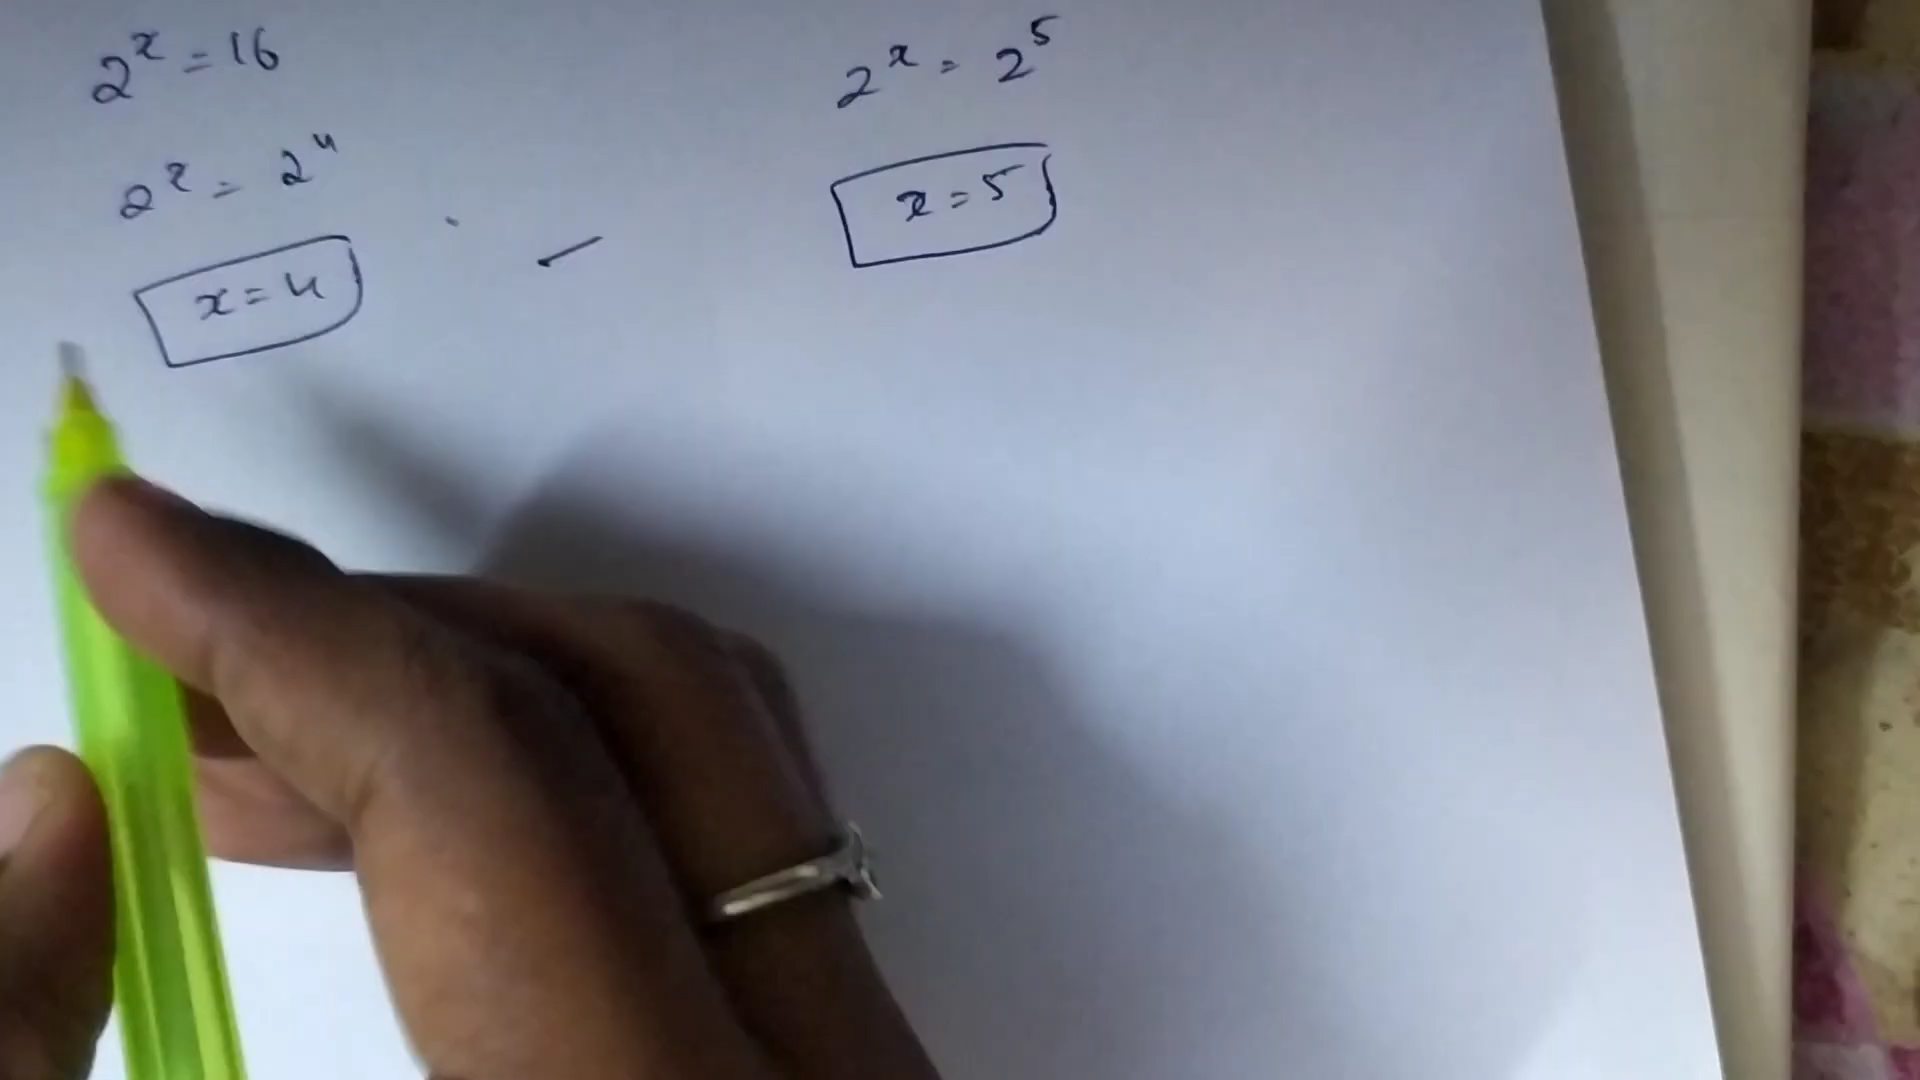 2^x = 16
2^x = 2^4
x = 4
2^x = 2^5
x = 5